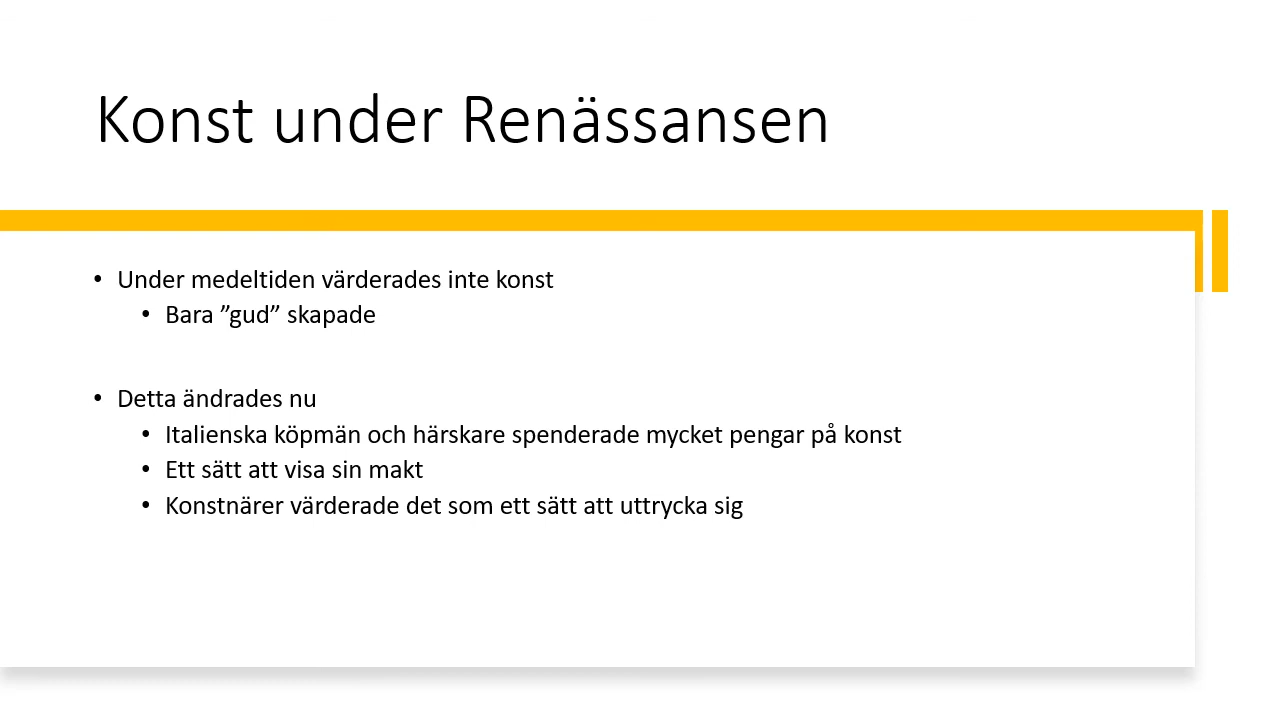 Konst under Renässansen
• Under medeltiden värderades inte konst
• Bara ”gud” skapade
• Detta ändrades nu
• Italienska köpmän och härskare spenderade mycket pengar på konst
• Ett sätt att visa sin makt
• Konstnärer värderade det som ett sätt att uttrycka sig